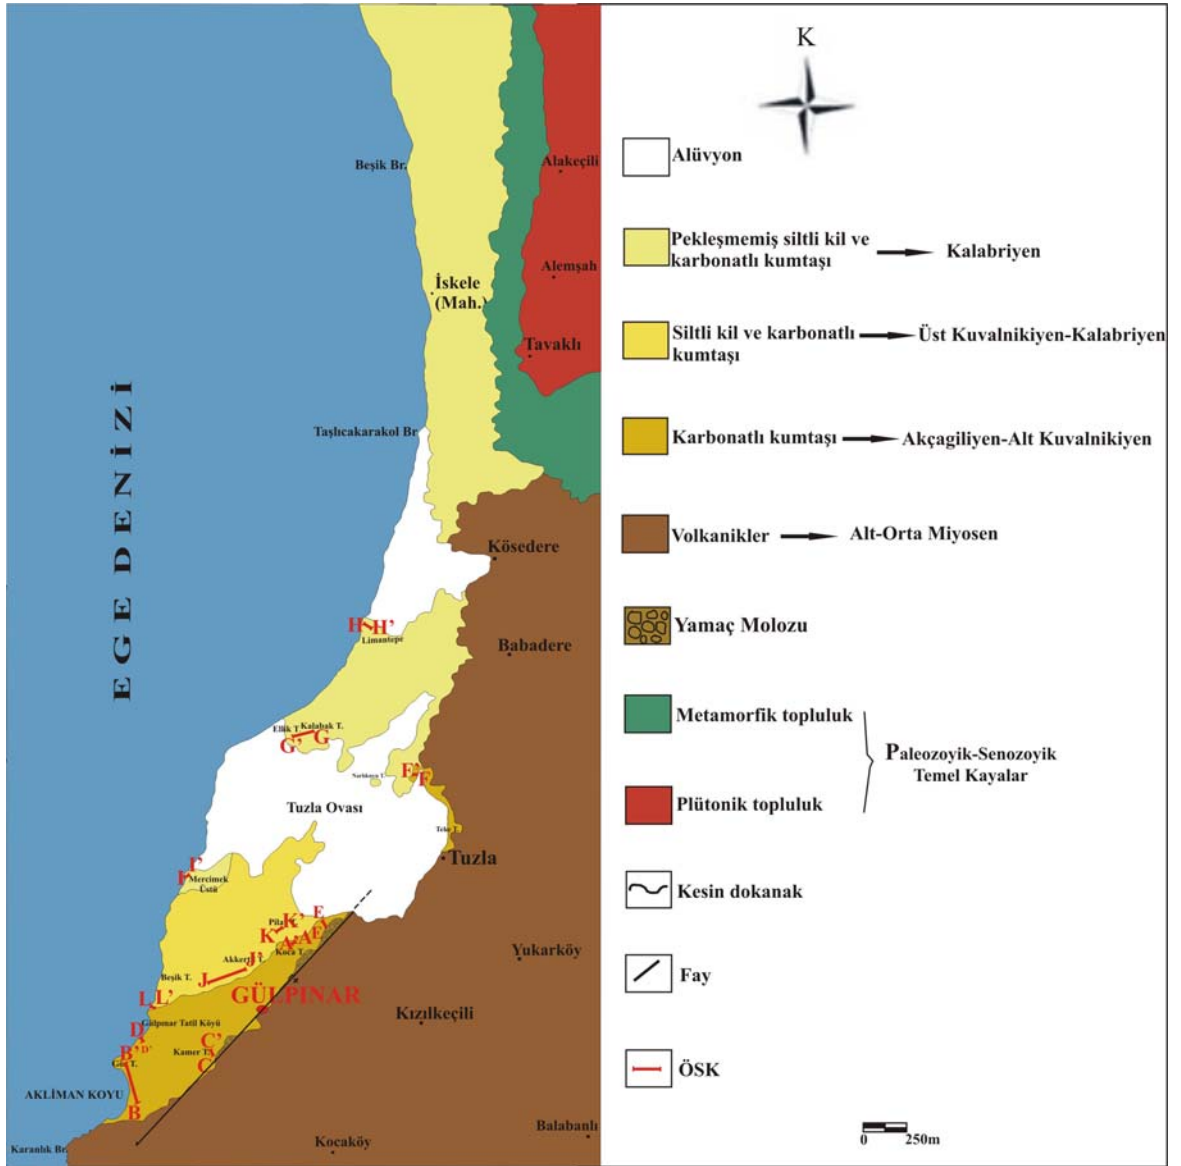 K
Alüvyon
Pekleşmemiş siltli kil ve
karbonatlı kumtaşı
Kalabriyen
Siltli kil ve karbonatlı
kumtaşı
Üst Kuvalnikiyen-Kalabriyen
Karbonatlı kumtaşı
Akçagiliyen-Alt Kuvalnikiyen
Volkanikler
Alt-Orta Miyosen
Yamaç Molozu
Metamorfik topluluk
Plütonik topluluk
Paleozoyik-Senozoyik
Temel Kayalar
Kesin dokanak
Fay
ÖSK
0 250m
EGE DENİZİ
Beşik Br.
Alakeçili
Alemşah
İskele
(Mah.)
Tavaklı
Taşlıcakarakol Br
Kösedere
H H’
Limantepe
Babadere
Ellik T
Kalabak T.
G’ G
F’ F
Tuzla Ovası
Tuzla
I’
Mercimek
Üstü
K K’
E
E’
A’ A
Koca T.
Yukarköy
J J’
Beşik T.
GÜLPINAR
L L’
Kızılkeçili
Gülpınar Tatil Köyü
D
D’
C’
Kamer T.
C
B’
B
AKLİMAN KOYU
Karanlık Br.
Kocaköy
Balabanlı